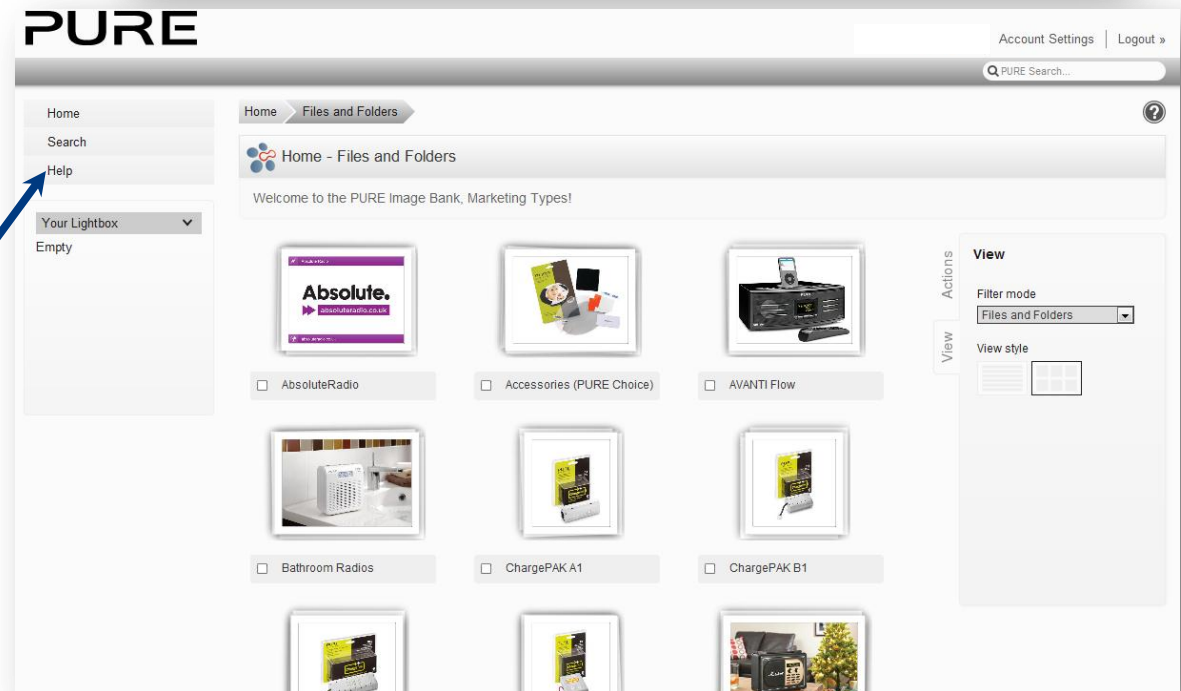 PURE
Account Settings | Logout »
PURE Search...
Home
Search
Help
Your Lightbox
Empty
Home
Files and Folders
?
Home - Files and Folders
Welcome to the PURE Image Bank, Marketing Types!
Absolute.
absoluteradio.co.uk
AbsoluteRadio
Accessories (PURE Choice)
AVANTI Flow
Bathroom Radios
ChargePAK A1
ChargePAK B1
Actions
View
View
Filter mode
Files and Folders
View style